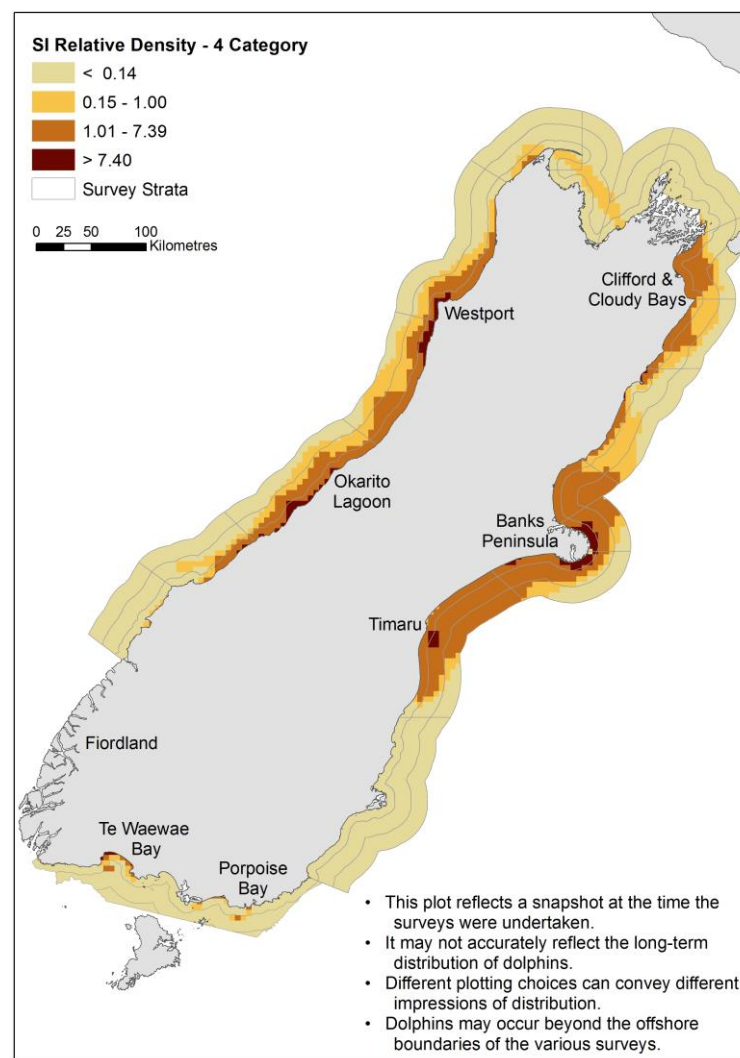 SI Relative Density - 4 Category
< 0.14
0.15 - 1.00
1.01 - 7.39
> 7.40
Survey Strata
0 25 50 100
Kilometres
Clifford &
Cloudy Bays
Westport
Okarito
Lagoon
Banks
Peninsula
Timaru
Fiordland
Te Waewae
Bay
Porpoise
Bay
• This plot reflects a snapshot at the time the
surveys were undertaken.
• It may not accurately reflect the long-term
distribution of dolphins.
• Different plotting choices can convey different
impressions of distribution.
• Dolphins may occur beyond the offshore
boundaries of the various surveys.